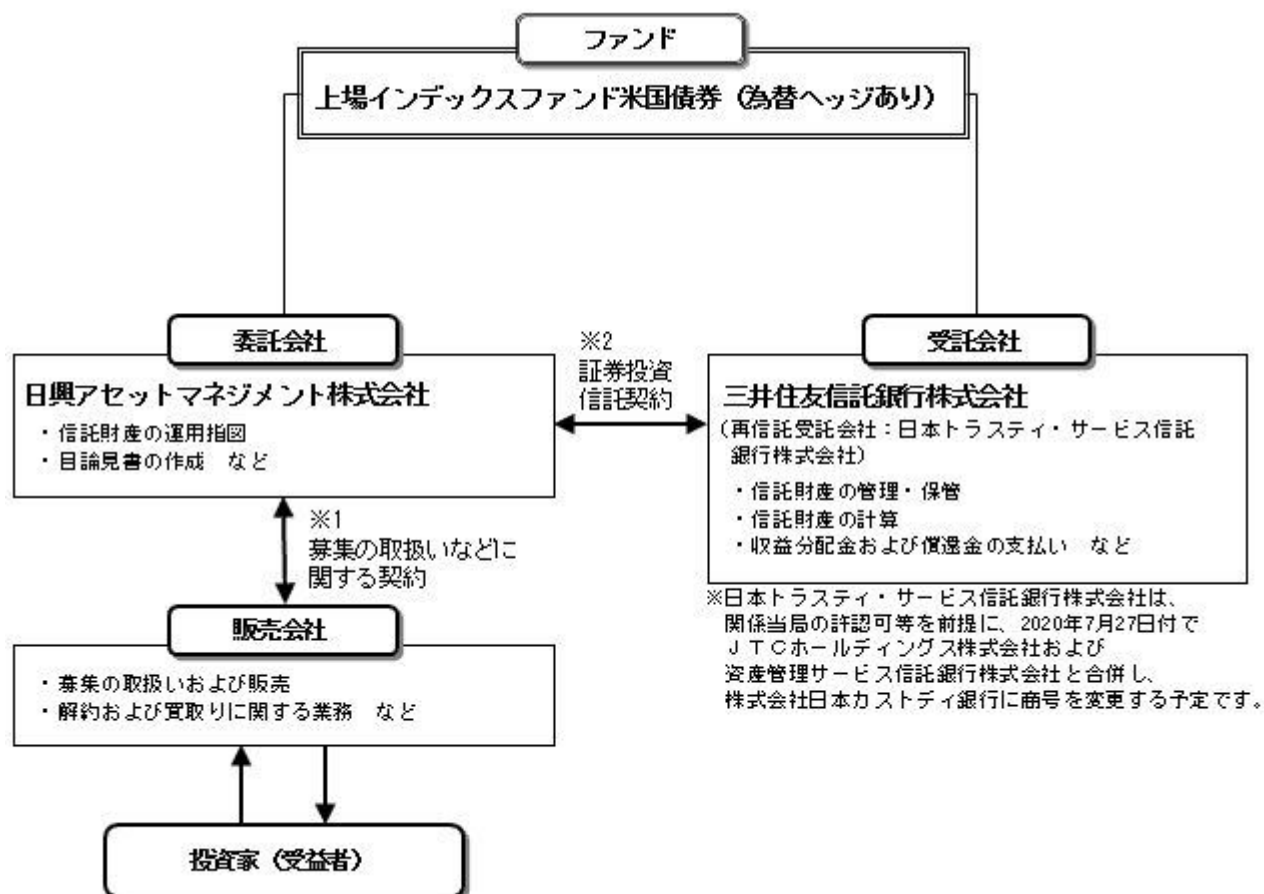 ファンド
上場インデックスファンド米国債券（為替ヘッジあり）
委託会社
日興アセットマネジメント株式会社
・信託財産の運用指図
・目論見書の作成　など
※2
証券投資
信託契約
受託会社
三井住友信託銀行株式会社
（再信託受託会社：日本トラスティ・サービス信託
銀行株式会社）
・信託財産の管理・保管
・信託財産の計算
・収益分配金および償還金の支払い　など
※日本トラスティ・サービス信託銀行株式会社は、
関係当局の許認可等を前提に、2020年7月27日付で
ＪＴＣホールディングス株式会社および
資産管理サービス信託銀行株式会社と合併し、
株式会社日本カストディ銀行に商号を変更する予定です。
※1
募集の取扱いなどに
関する契約
販売会社
・募集の取扱いおよび販売
・解約および買取りに関する業務　など
投資家（受益者）